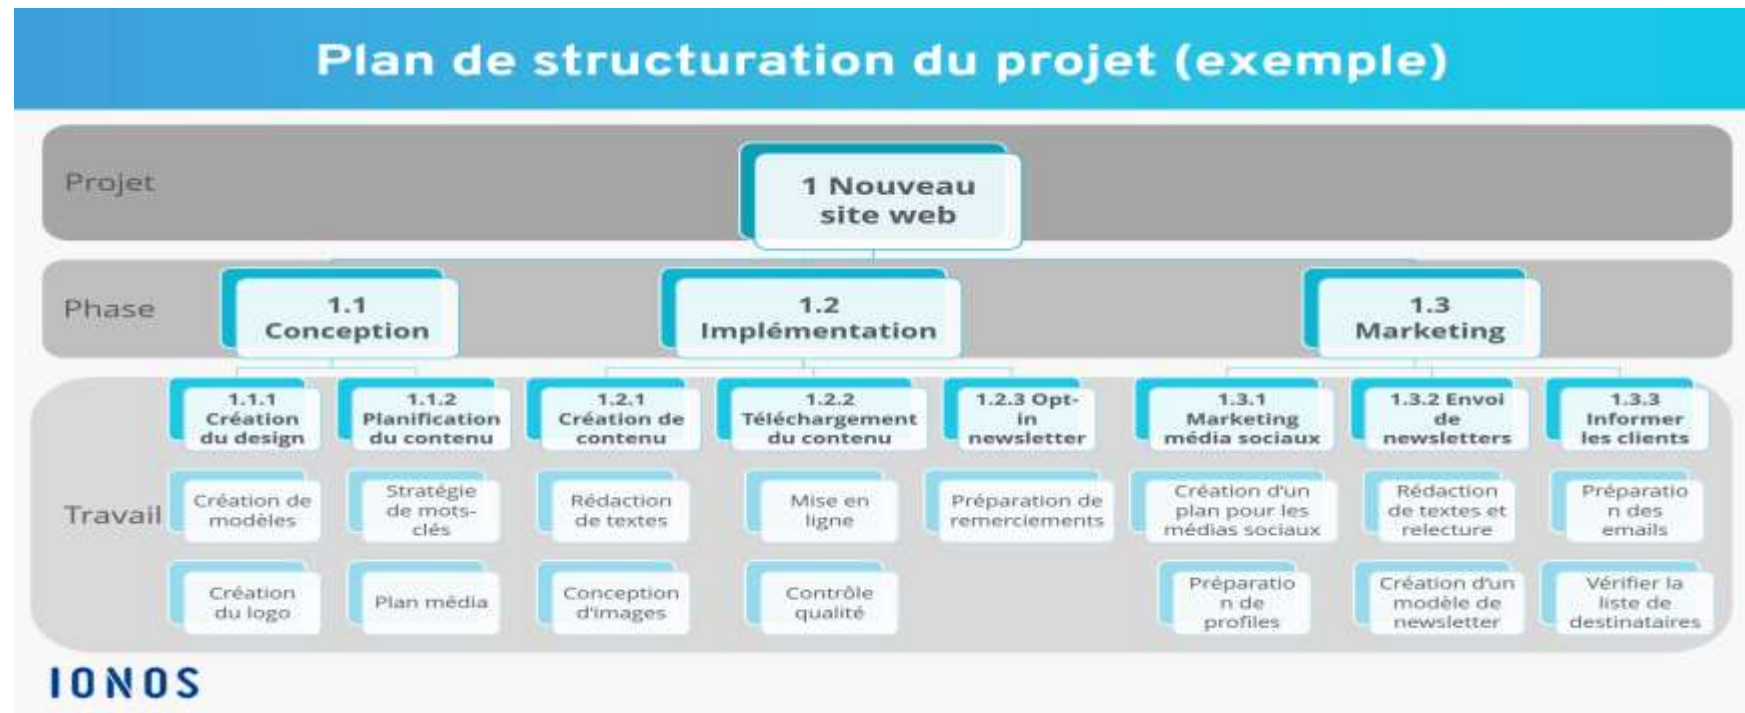 Plan de structuration du projet (exemple)
Projet
1 Nouveau
site web
Phase
1.1
Conception
1.2
Implémentation
1.3
Marketing
Travail
1.1.1
Création
du design
1.1.2
Planification
du contenu
1.2.1
Création de
contenu
1.2.2
Téléchargement
du contenu
1.2.3 Opt-
in
newsletter
1.3.1
Marketing
média sociaux
1.3.2 Envoi
de
newsletters
1.3.3
Informer
les clients
Création de
modèles
Stratégie
de mots-
clés
Rédaction
de textes
Mise en
ligne
Préparation de
remerciements
Création d'un
plan pour les
médias sociaux
Rédaction
de textes et
relecture
Préparatio
n des
emails
Création
du logo
Plan média
Conception
d'images
Contrôle
qualité
Préparatio
n de
profiles
Création d'un
modèle de
newsletter
Vérifier la
liste de
destinataires
IONOS